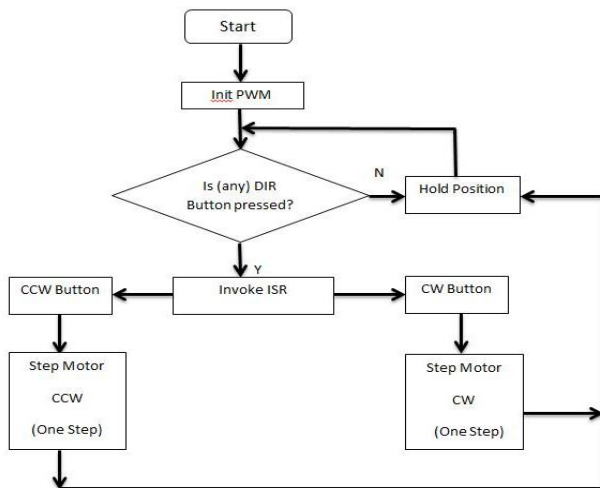 Start
Init PWM
Is (any) DIR
Button pressed?
N
Hold Position
Y
CCW Button
Invoke ISR
CW Button
Step Motor
CCW
(One Step)
Step Motor
CW
(One Step)